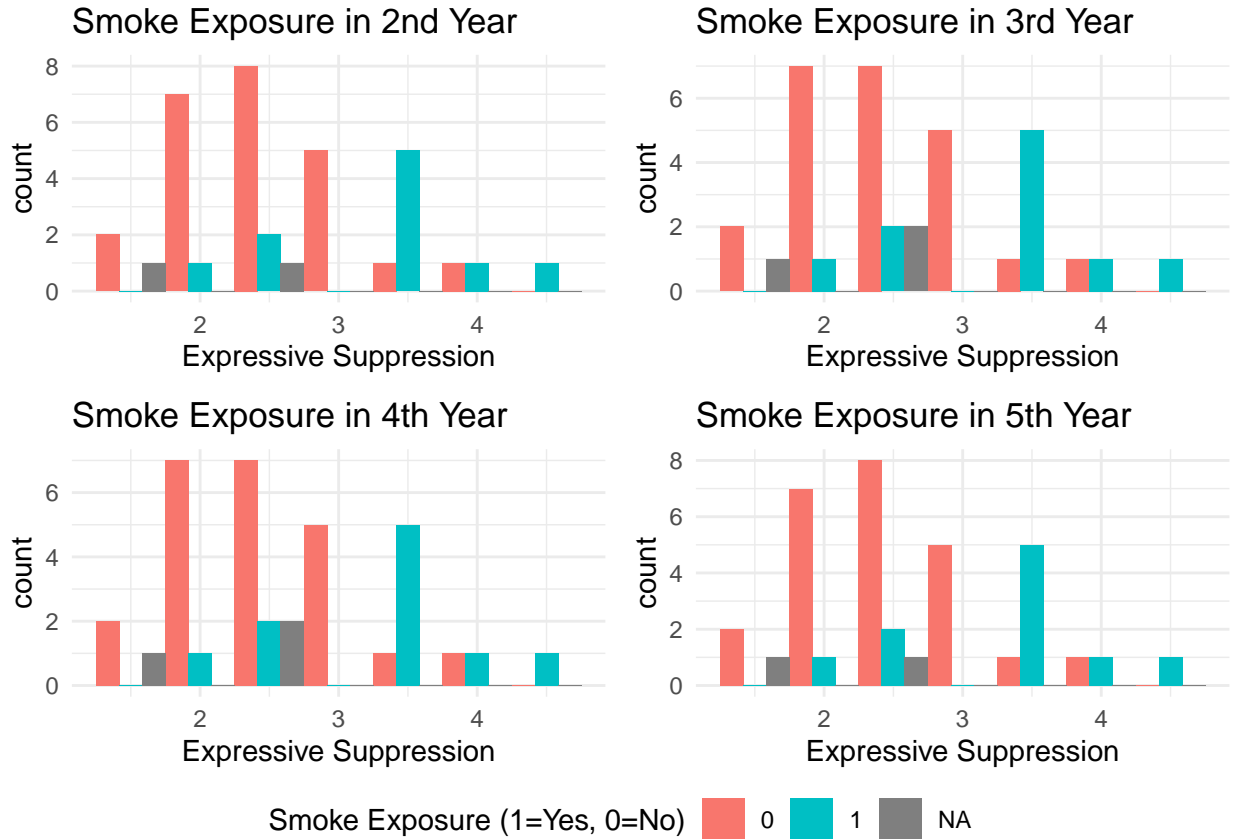 Smoke Exposure in 2nd Year
8
6
4
2
0
count
2 3 4
Expressive Suppression
Smoke Exposure in 3rd Year
6
4
2
0
count
2 3 4
Expressive Suppression
Smoke Exposure in 4th Year
6
4
2
0
count
2 3 4
Expressive Suppression
Smoke Exposure in 5th Year
8
6
4
2
0
count
2 3 4
Expressive Suppression
Smoke Exposure (1=Yes, 0=No) 0 1 NA